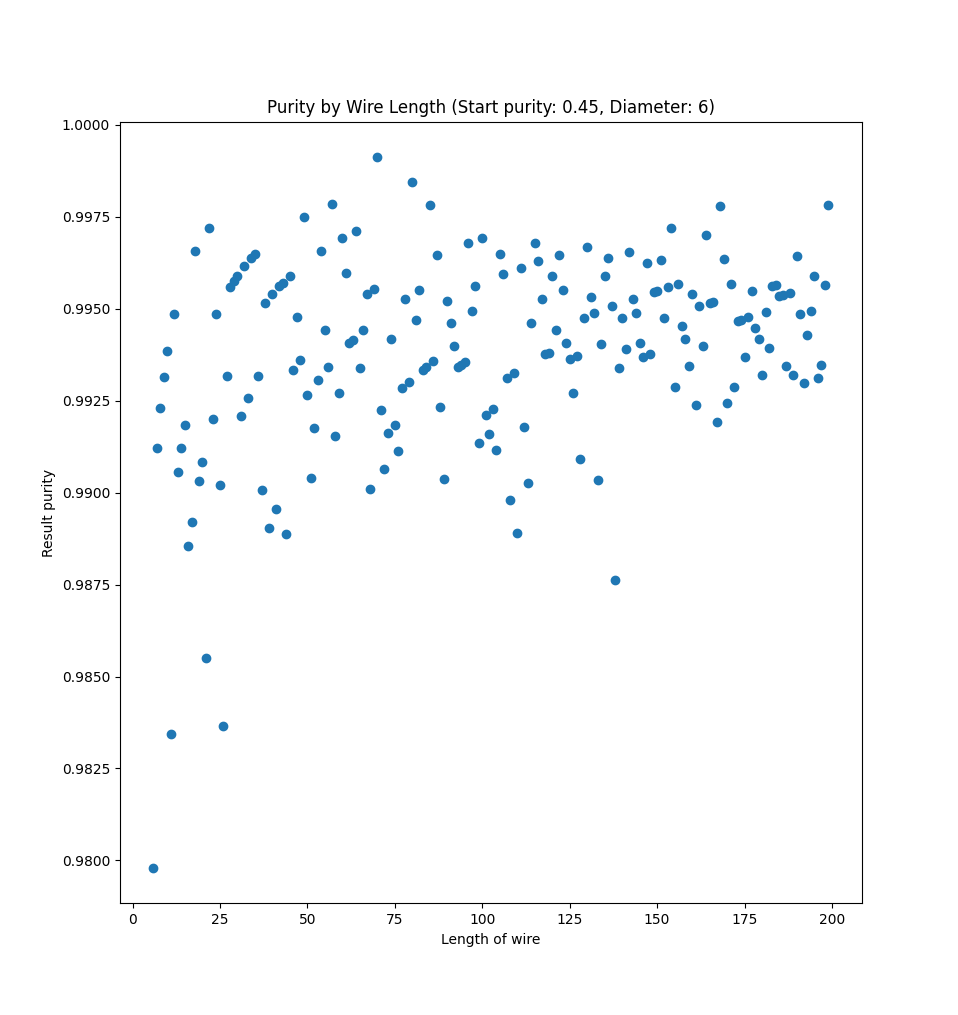 Purity by Wire Length (Start purity: 0.45, Diameter: 6)
1.0000
0.9975
0.9950
0.9925
0.9900
0.9875
0.9850
0.9825
0.9800
Result purity
0 25 50 75 100 125 150 175 200
Length of wire